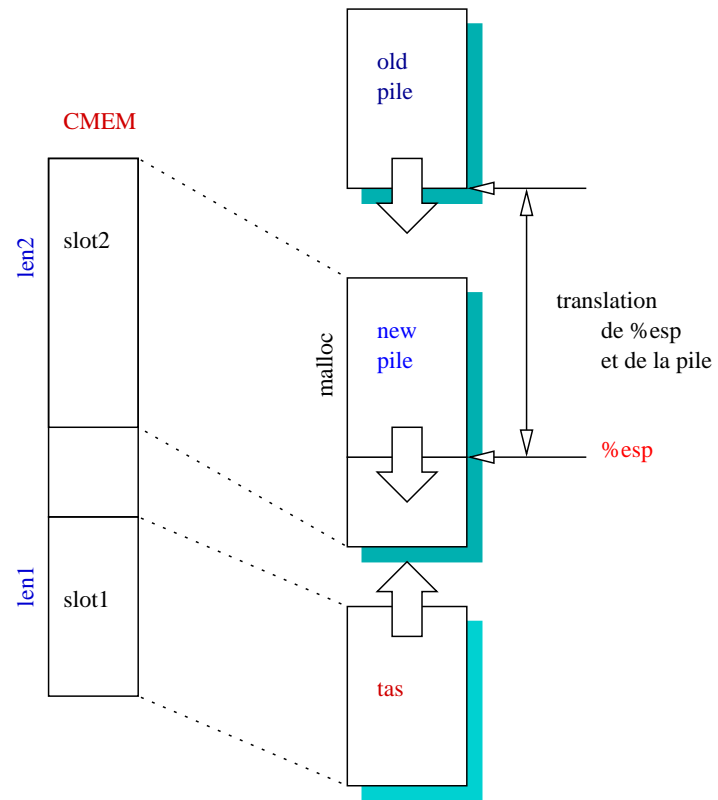 old
pile
CMEM
len2
slot2
malloc
new
pile
translation
de %esp
et de la pile
%esp
len1
slot1
tas